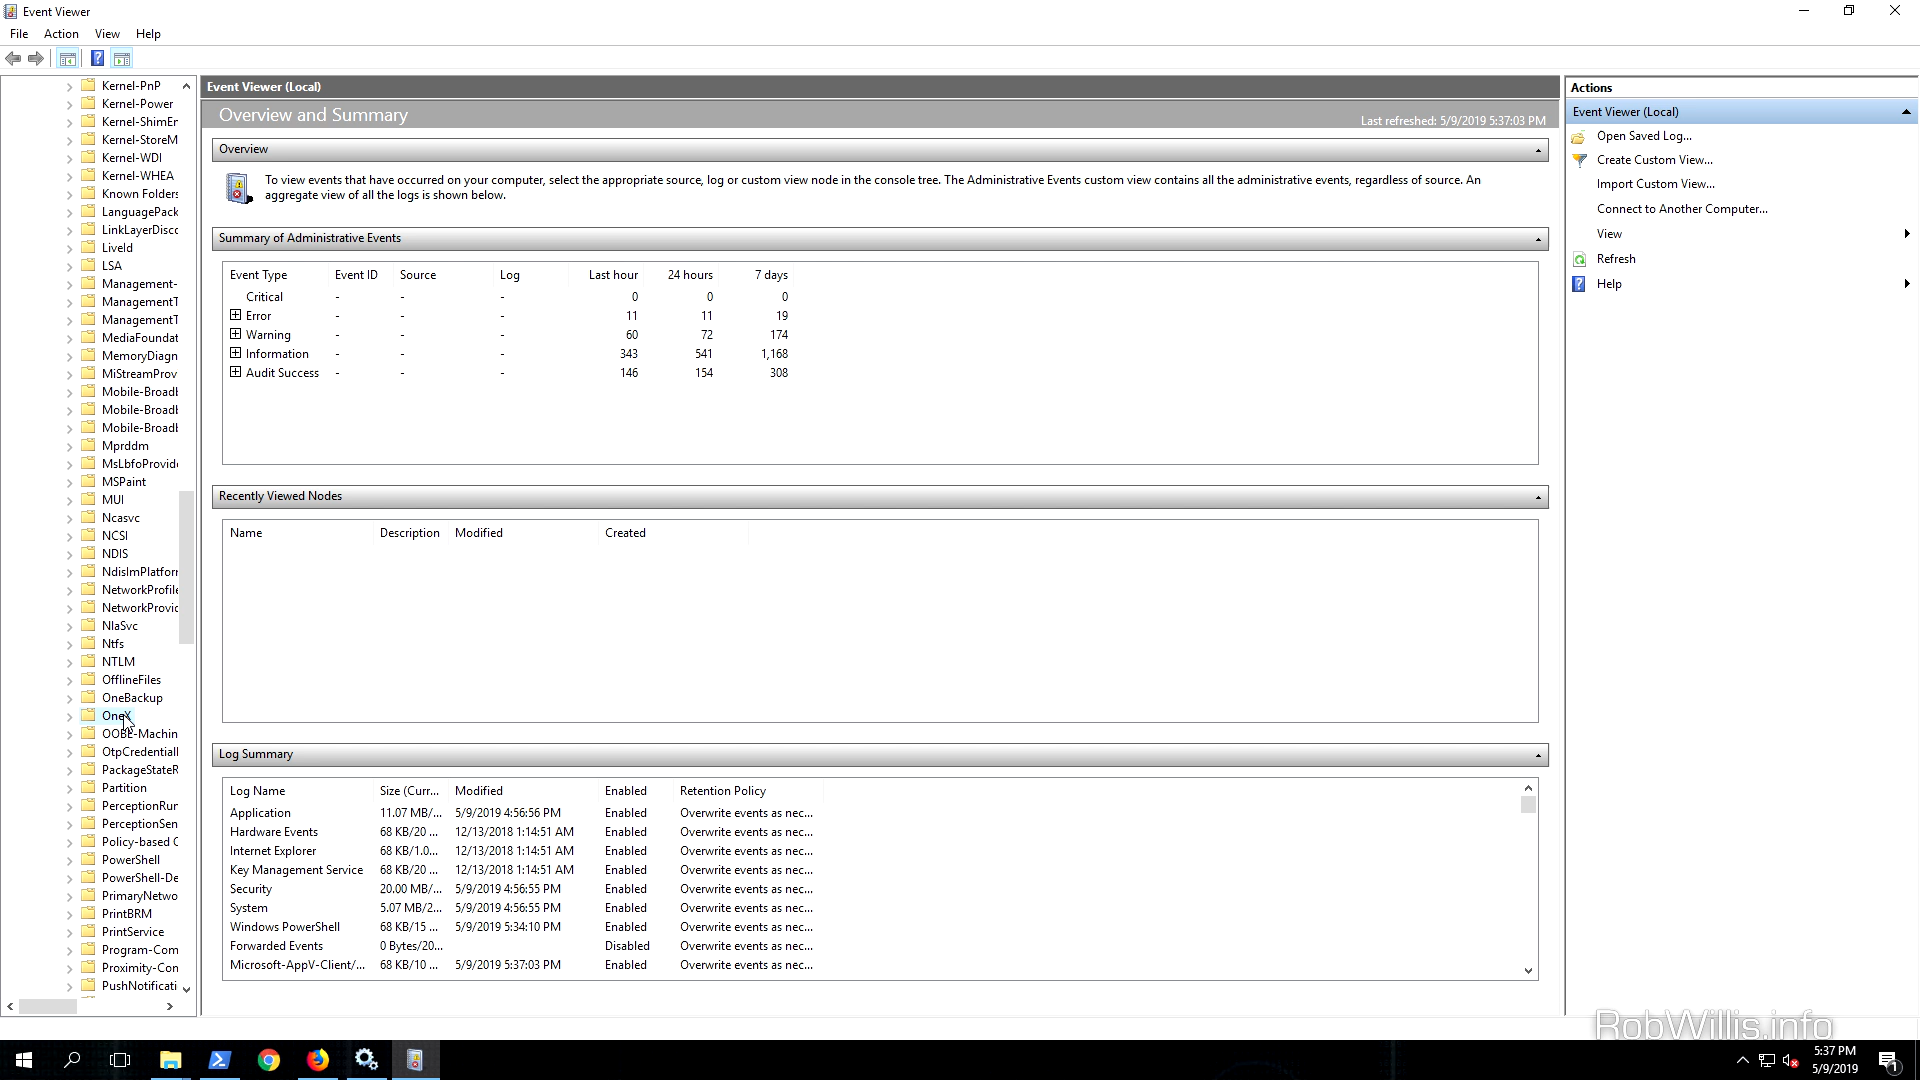 Event Viewer
File Action View Help
Kernel-PnP
Kernel-Power
Kernel-ShimEr
Kernel-StoreM
Kernel-WDI
Kernel-WHEA
Known Folders
LanguagePack
LinkLayerDisco
LiveId
LSA
Management-
ManagementT
ManagementT
MediaFoundat
MemoryDiagn
MiStreamProv
Mobile-Broadb
Mobile-Broadb
Mobile-Broadb
Mprddm
MsLbfoProvide
MSPaint
MUI
Ncasvc
NCSI
NDIS
NdisImPlatforr
NetworkProfile
NetworkProvic
NlaSvc
Ntfs
NTLM
OfflineFiles
OneBackup
OneX
OOBE-Machin
OtpCredentiall
PackageStateR
Partition
PerceptionRun
PerceptionSen
Policy-based C
PowerShell
PowerShell-De
PrimaryNetwo
PrintBRM
PrintService
Program-Com
Proximity-Con
PushNotificati
Event Viewer (Local)
Overview and Summary
Last refreshed: 5/9/2019 5:37:03 PM
Overview
To view events that have occurred on your computer, select the appropriate source, log or custom view node in the console tree. The Administrative Events custom view contains all the administrative events, regardless of source. An
aggregate view of all the logs is shown below.
Summary of Administrative Events
Event Type Event ID Source Log Last hour 24 hours 7 days
Critical - - - 0 0 0
Error - - - 11 11 19
Warning - - - 60 72 174
Information - - - 343 541 1,168
Audit Success - - - 146 154 308
Recently Viewed Nodes
Name Description Modified Created
Log Summary
Log Name Size (Curr... Modified Enabled Retention Policy
Application 11.07 MB/... 5/9/2019 4:56:56 PM Enabled Overwrite events as nec...
Hardware Events 68 KB/20 ... 12/13/2018 1:14:51 AM Enabled Overwrite events as nec...
Internet Explorer 68 KB/1.0... 12/13/2018 1:14:51 AM Enabled Overwrite events as nec...
Key Management Service 68 KB/20 ... 12/13/2018 1:14:51 AM Enabled Overwrite events as nec...
Security 20.00 MB/... 5/9/2019 4:56:55 PM Enabled Overwrite events as nec...
System 5.07 MB/2... 5/9/2019 4:56:55 PM Enabled Overwrite events as nec...
Windows PowerShell 68 KB/15 ... 5/9/2019 5:34:10 PM Enabled Overwrite events as nec...
Forwarded Events 0 Bytes/20... Disabled Overwrite events as nec...
Microsoft-AppV-Client/... 68 KB/10 ... 5/9/2019 5:37:03 PM Enabled Overwrite events as nec...
Actions
Event Viewer (Local)
Open Saved Log...
Create Custom View...
Import Custom View...
Connect to Another Computer...
View
Refresh
Help
RobWillis.info
5:37 PM
5/9/2019
1